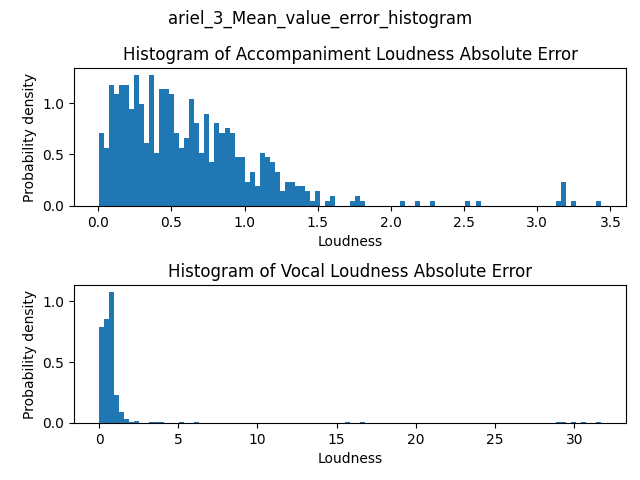 ariel_3_Mean_value_error_histogram
Histogram of Accompaniment Loudness Absolute Error
Probability density
1.0
0.5
0.0
0.0 0.5 1.0 1.5 2.0 2.5 3.0 3.5
Loudness
Histogram of Vocal Loudness Absolute Error
Probability density
1.0
0.5
0.0
0 5 10 15 20 25 30
Loudness